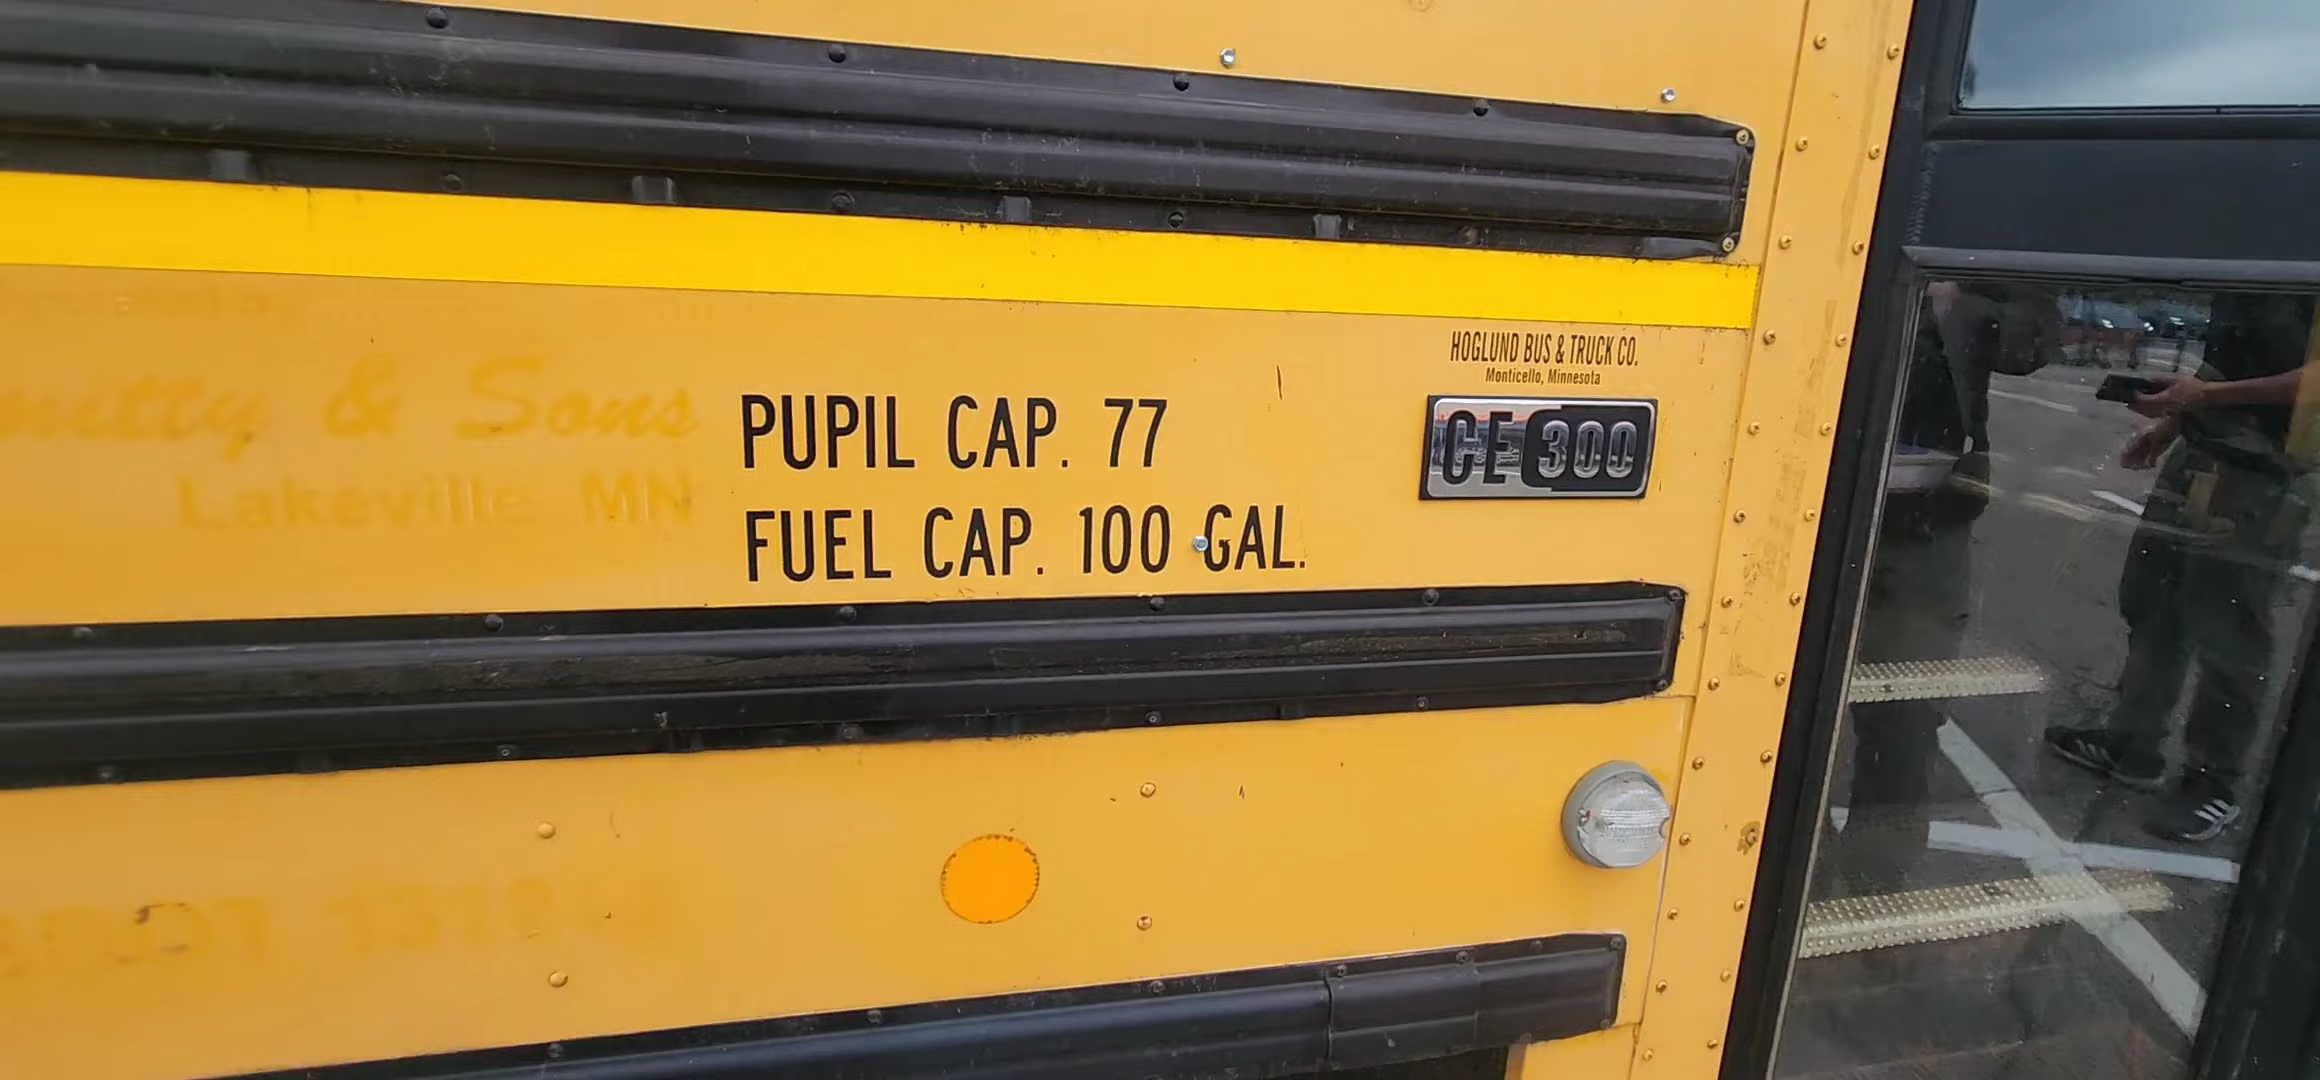 HOGLUND BUS & TRUCK CO.
Monticello, Minnesota
CE 300
PUPIL CAP. 77
FUEL CAP. 100 GAL.
& Sons
Lakeville MN